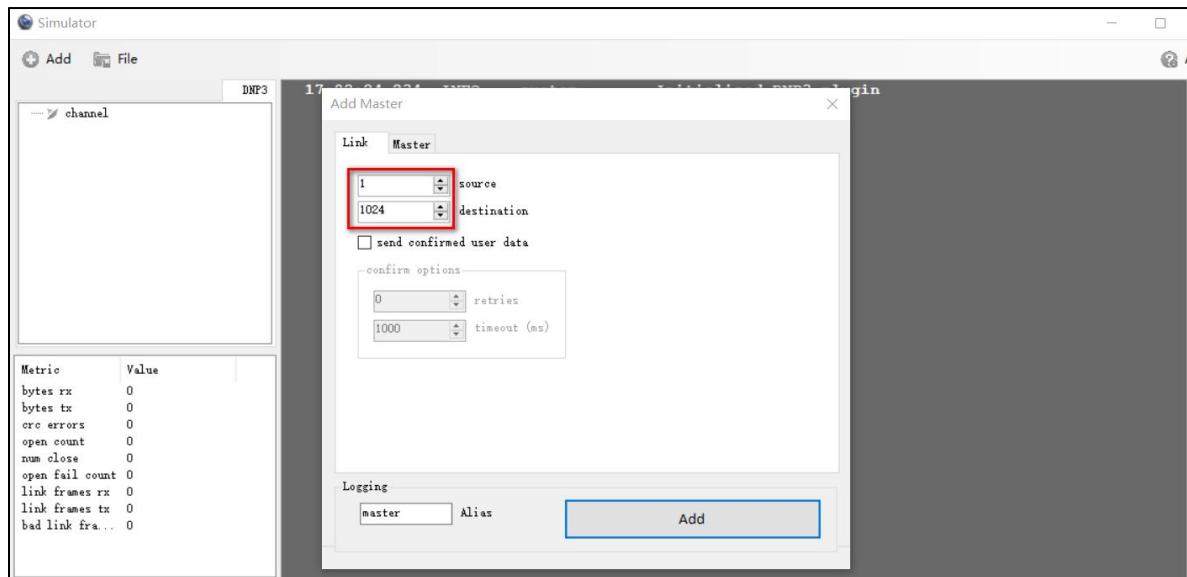 Simulator
Add File
DNP3
channel
Metric Value
bytes rx 0
bytes tx 0
crc errors 0
open count 0
num close 0
open fail count 0
link frames rx 0
link frames tx 0
bad link fra... 0
Add Master
Link Master
1 source
1024 destination
send confirmed user data
confirm options
0 retries
1000 timeout (ms)
Logging
master Alias
Add